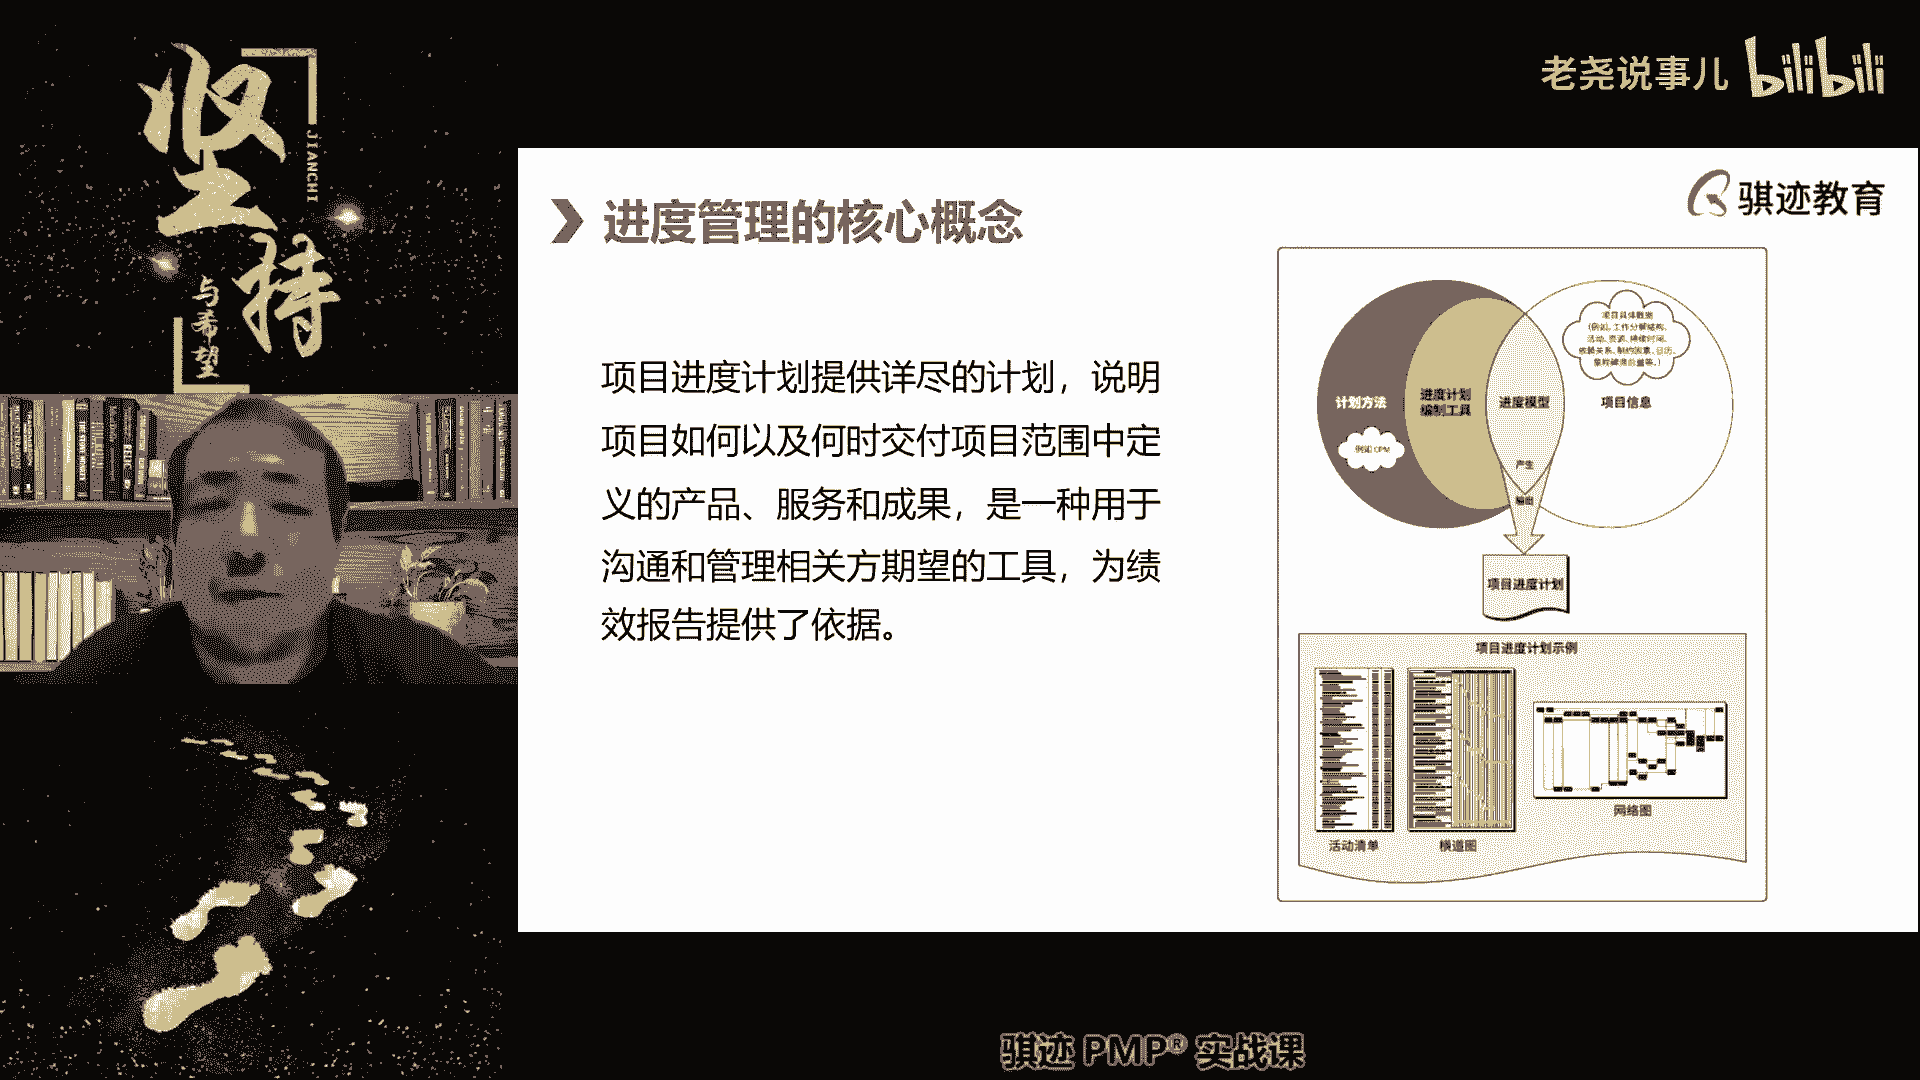 坚
持
JIANCHI
与希望
老尧说事儿 bilibili
骐迹教育
进度管理的核心概念
项目进度计划提供详尽的计划，说明
项目如何以及何时交付项目范围中定
义的产品、服务和成果，是一种用于
沟通和管理相关方期望的工具，为绩
效报告提供了依据。
项目具体数据
（例如，工作分解结构、
活动、资源、持续时间、
依赖关系、制约因素、日历、
计划方法
进度计划
编制工具
进度模型
项目信息
例如 CPM
产生
输出
项目进度计划
项目进度计划示例
活动清单
横道图
网络图
骐迹 PMP® 实战课